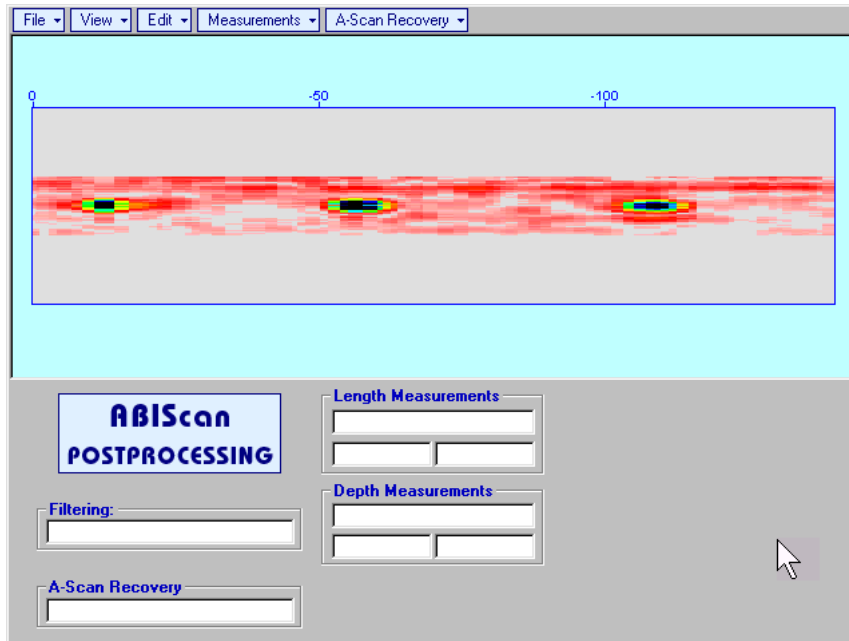 File View Edit Measurements A-Scan Recovery
0 -50 -100
ABIScan
POSTPROCESSING
Length Measurements
Depth Measurements
Filtering:
A-Scan Recovery